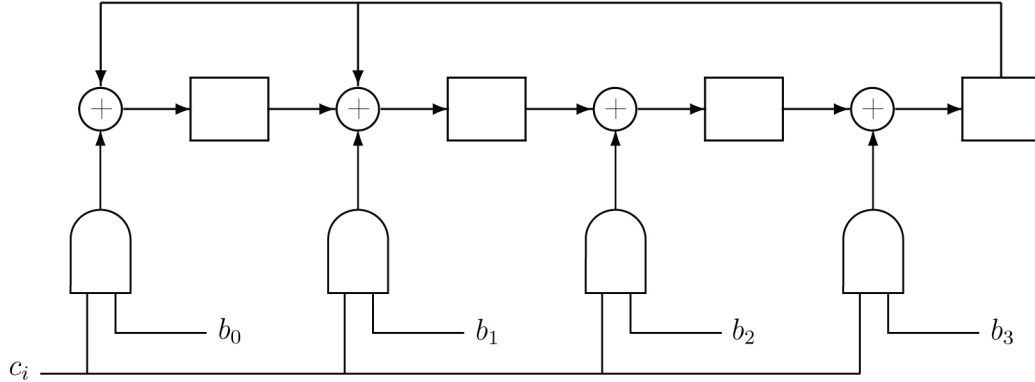 + + + +
b₀ b₁ b₂ b₃
cᵢ